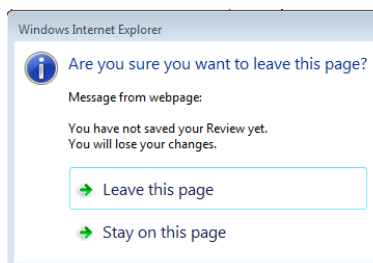 Windows Internet Explorer
Are you sure you want to leave this page?
Message from webpage:
You have not saved your Review yet.
You will lose your changes.
Leave this page
Stay on this page